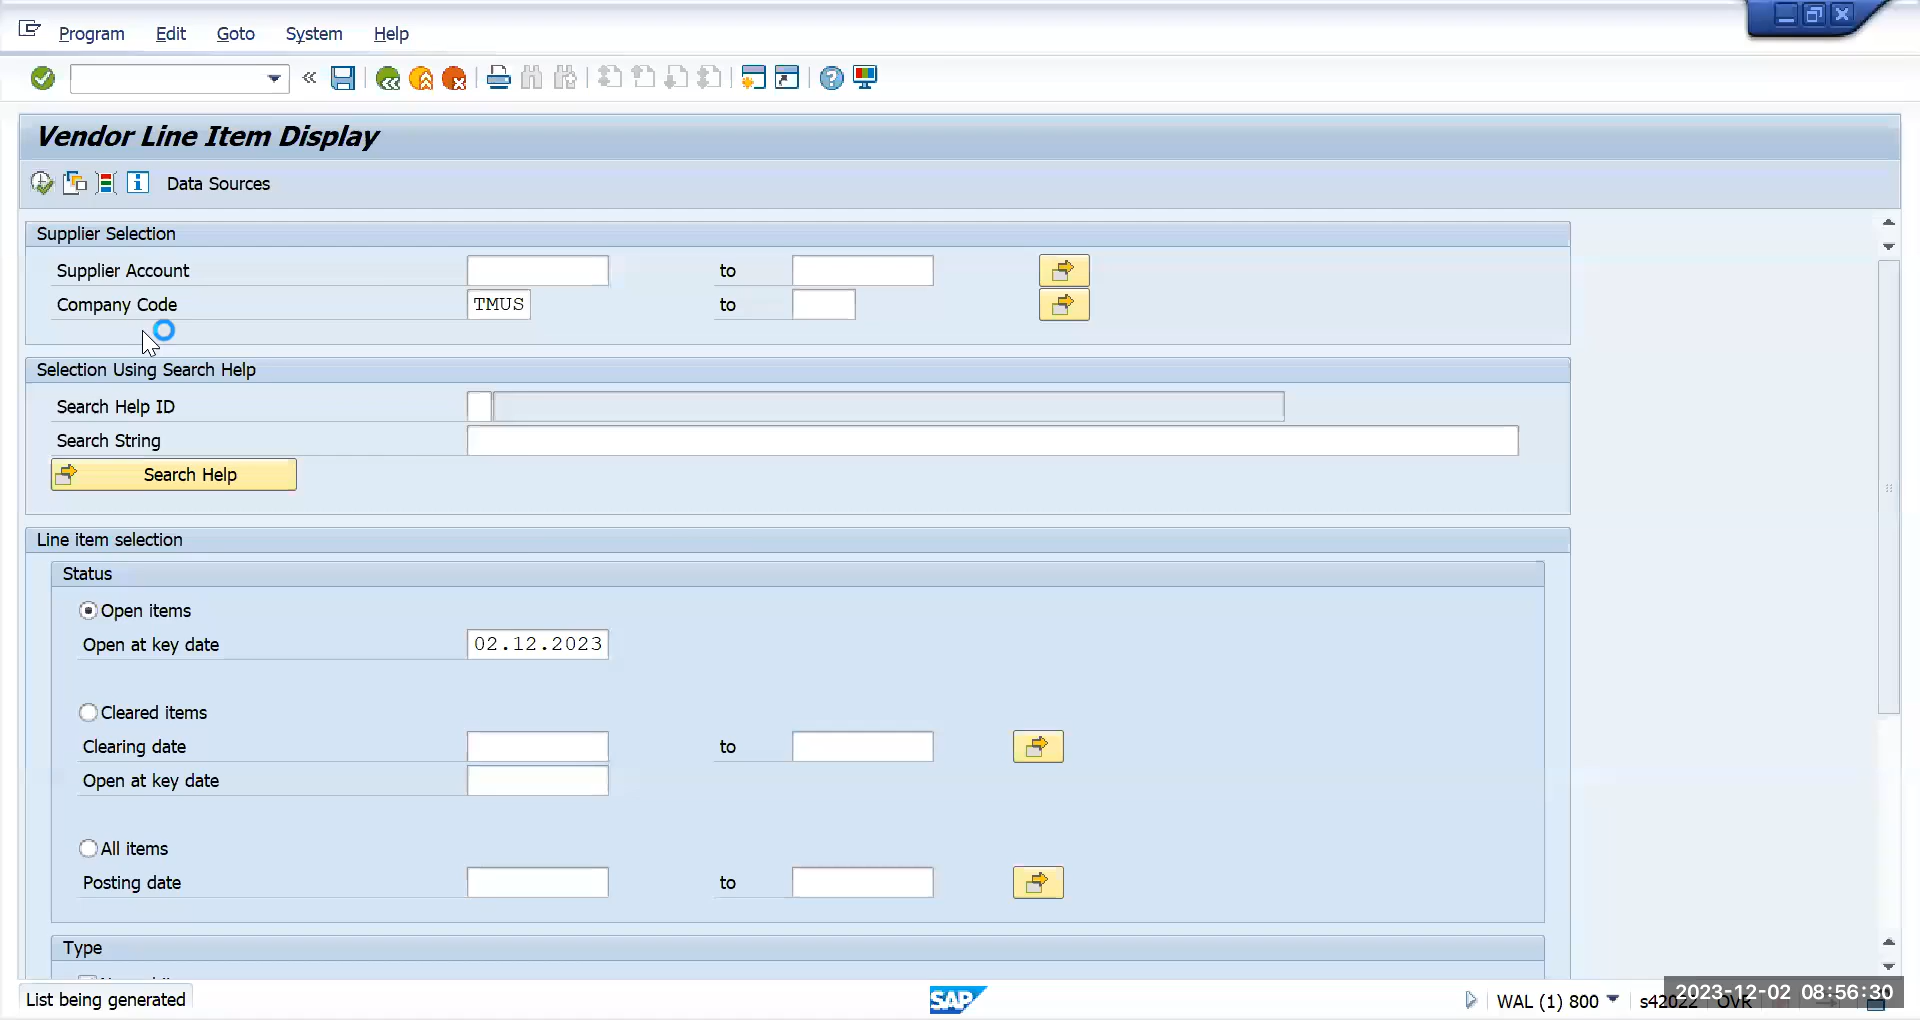 Program Edit Goto System Help
Vendor Line Item Display
Data Sources
Supplier Selection
Supplier Account to
Company Code TMUS to
Selection Using Search Help
Search Help ID
Search String
Search Help
Line item selection
Status
Open items
Open at key date 02.12.2023
Cleared items
Clearing date to
Open at key date
All items
Posting date to
Type
List being generated SAP WAL (1) 800 s42022 OVR
2023-12-02 08:56:30